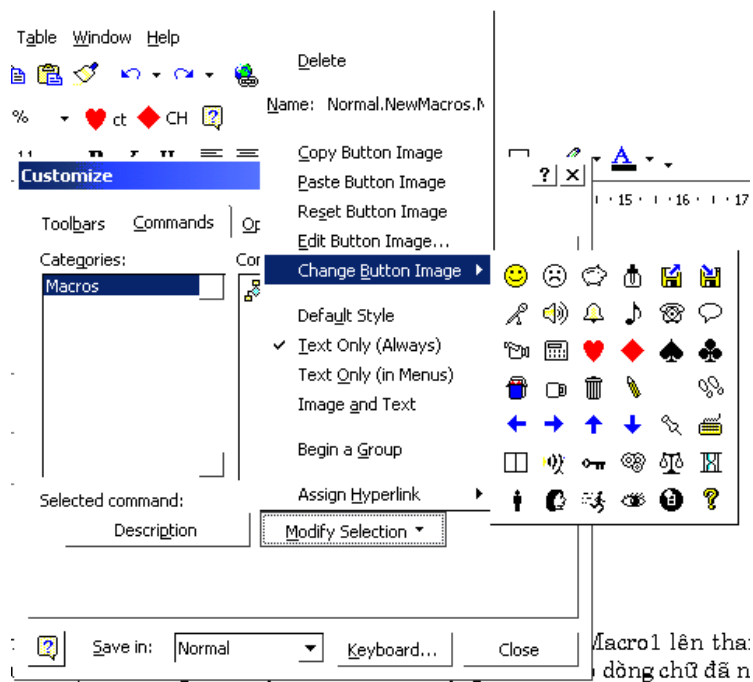 Table Window Help
Delete
Name: Normal.NewMacros.
% ct CH
Copy Button Image
Customize
Paste Button Image
15 16 17
Toolbars Commands
Reset Button Image
Edit Button Image...
Categories:
Change Button Image
Macros
Default Style
Text Only (Always)
Text Only (in Menus)
Image and Text
Begin a Group
Selected command:
Assign Hyperlink
Description
Modify Selection
Save in: Normal Keyboard... Close
Macro1 lên
dòng chữ đã